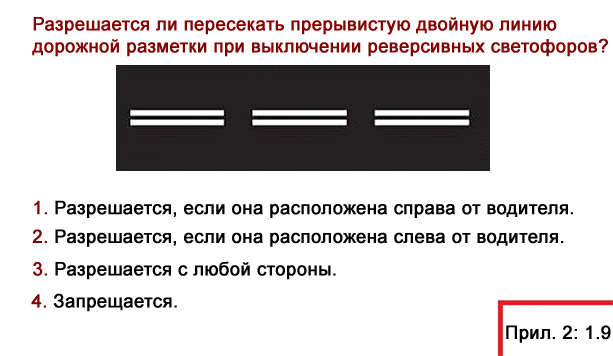 Разрешается ли пересекать прерывистую двойную линию
дорожной разметки при выключении реверсивных светофоров?
1. Разрешается, если она расположена справа от водителя.
2. Разрешается, если она расположена слева от водителя.
3. Разрешается с любой стороны.
4. Запрещается.
Прил. 2: 1.9